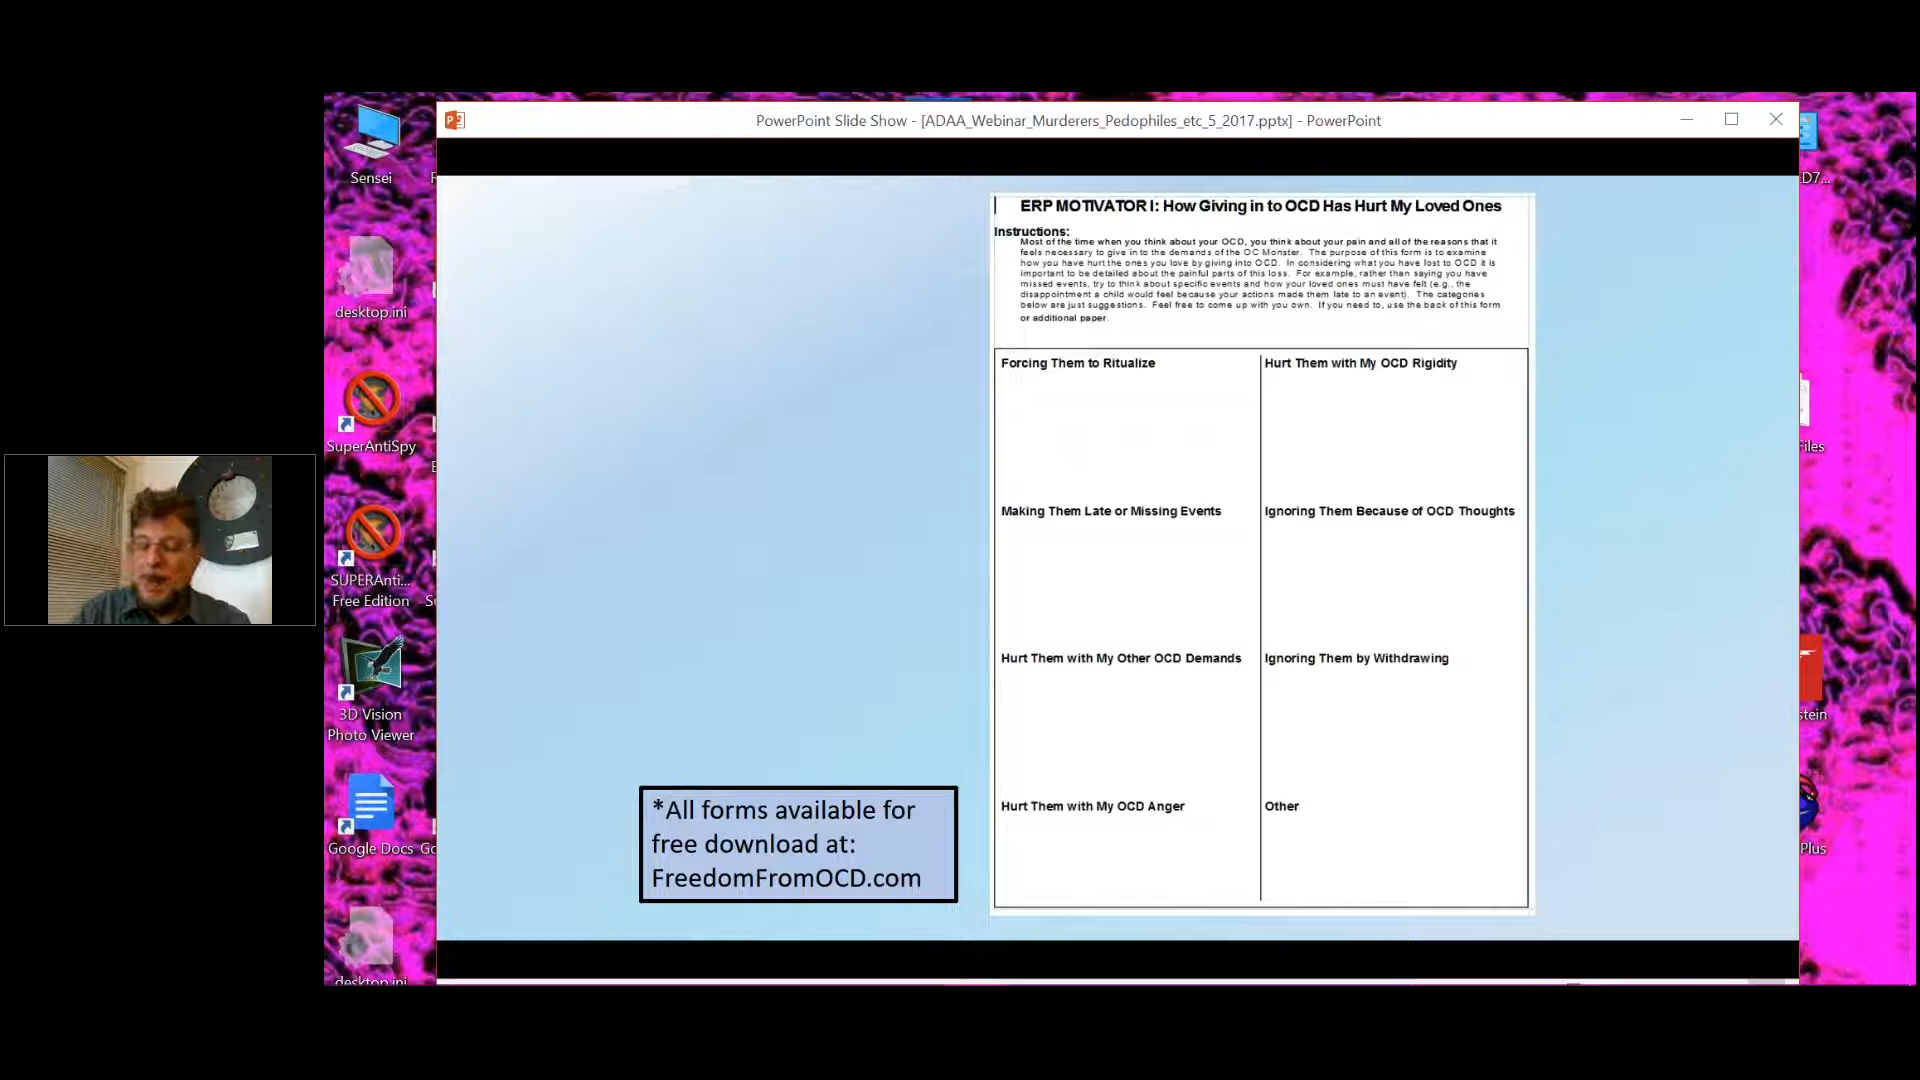 PowerPoint Slide Show - [ADAA_Webinar_Murderers_Pedophiles_etc_5_2017.pptx] - PowerPoint
Sensei
desktop.ini
SuperAntiSpy
SUPERAnti...
Free Edition
3D Vision
Photo Viewer
Google Docs
desktop.ini
ERP MOTIVATOR I: How Giving in to OCD Has Hurt My Loved Ones
Instructions:
Most of the time when you think about your OCD, you think about your pain and all of the reasons that it
feels necessary to give in to the demands of the OC Monster. The purpose of this form is to examine
how you have hurt the ones you love by giving into OCD. In considering what you have lost to OCD it is
important to be detailed about the painful parts of this loss. For example, rather than saying you have
missed events, try to think about specific events and how your loved ones must have felt (e.g., the
disappointment a child would feel because your actions made them late to an event). The categories
below are just suggestions. Feel free to come up with you own. If you need to, use the back of this form
or additional paper.
Forcing Them to Ritualize
Hurt Them with My OCD Rigidity
Making Them Late or Missing Events
Ignoring Them Because of OCD Thoughts
Hurt Them with My Other OCD Demands
Ignoring Them by Withdrawing
Hurt Them with My OCD Anger
Other
*All forms available for
free download at:
FreedomFromOCD.com
D7...
Files
stein
Plus